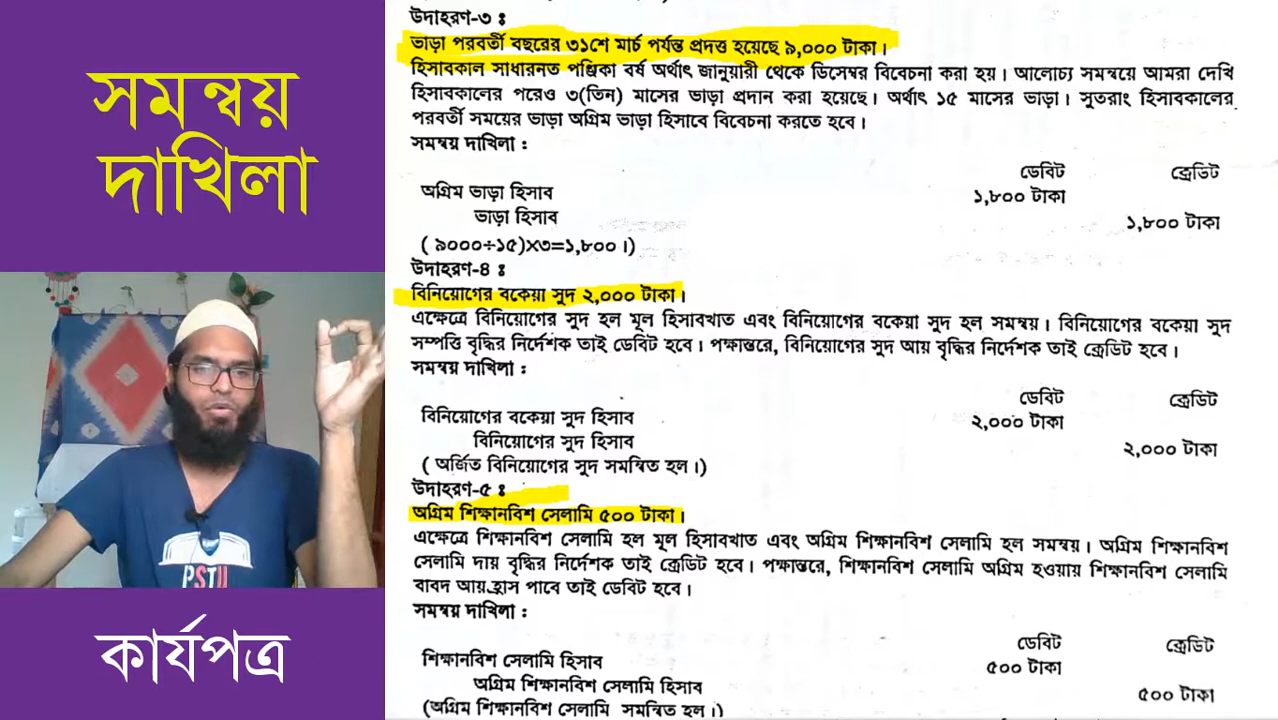 সমন্বয়
দাখিলা
কার্যপত্র
PSTU
উদাহরণ-৩ ঃ
ভাড়া পরবর্তী বছরের ৩১শে মার্চ পর্যন্ত প্রদত্ত হয়েছে ৯,০০০ টাকা।
হিসাবকাল সাধারনত পঞ্জিকা বর্ষ অর্থাৎ জানুয়ারী থেকে ডিসেম্বর বিবেচনা করা হয়। আলোচ্য সমন্বয়ে আমরা দেখি
হিসাবকালের পরেও ৩(তিন) মাসের ভাড়া প্রদান করা হয়েছে। অর্থাৎ ১৫ মাসের ভাড়া। সুতরাং হিসাবকালের
পরবর্তী সময়ের ভাড়া অগ্রিম ভাড়া হিসাবে বিবেচনা করতে হবে।
সমন্বয় দাখিলা :
ডেবিট ক্রেডিট
অগ্রিম ভাড়া হিসাব ১,৮০০ টাকা
ভাড়া হিসাব ১,৮০০ টাকা
( ৯০০০÷১৫)X৩=১,৮০০।)
উদাহরণ-৪ ঃ
বিনিয়োগের বকেয়া সুদ ২,০০০ টাকা।
এক্ষেত্রে বিনিয়োগের সুদ হল মূল হিসাবখাত এবং বিনিয়োগের বকেয়া সুদ হল সমন্বয়। বিনিয়োগের বকেয়া সুদ
সম্পত্তি বৃদ্ধির নির্দেশক তাই ডেবিট হবে। পক্ষান্তরে, বিনিয়োগের সুদ আয় বৃদ্ধির নির্দেশক তাই ক্রেডিট হবে।
সমন্বয় দাখিলা :
ডেবিট ক্রেডিট
বিনিয়োগের বকেয়া সুদ হিসাব ২,০০০ টাকা
বিনিয়োগের সুদ হিসাব ২,০০০ টাকা
( অর্জিত বিনিয়োগের সুদ সমন্বিত হল।)
উদাহরণ-৫ ঃ
অগ্রিম শিক্ষানবিশ সেলামি ৫০০ টাকা।
এক্ষেত্রে শিক্ষানবিশ সেলামি হল মূল হিসাবখাত এবং অগ্রিম শিক্ষানবিশ সেলামি হল সমন্বয়। অগ্রিম শিক্ষানবিশ
সেলামি দায় বৃদ্ধির নির্দেশক তাই ক্রেডিট হবে। পক্ষান্তরে, শিক্ষানবিশ সেলামি অগ্রিম হওয়ায় শিক্ষানবিশ সেলামি
বাবদ আয় হ্রাস পাবে তাই ডেবিট হবে।
সমন্বয় দাখিলা :
ডেবিট ক্রেডিট
শিক্ষানবিশ সেলামি হিসাব ৫০০ টাকা
অগ্রিম শিক্ষানবিশ সেলামি হিসাব ৫০০ টাকা
(অগ্রিম শিক্ষানবিশ সেলামি সমন্বিত হল।)